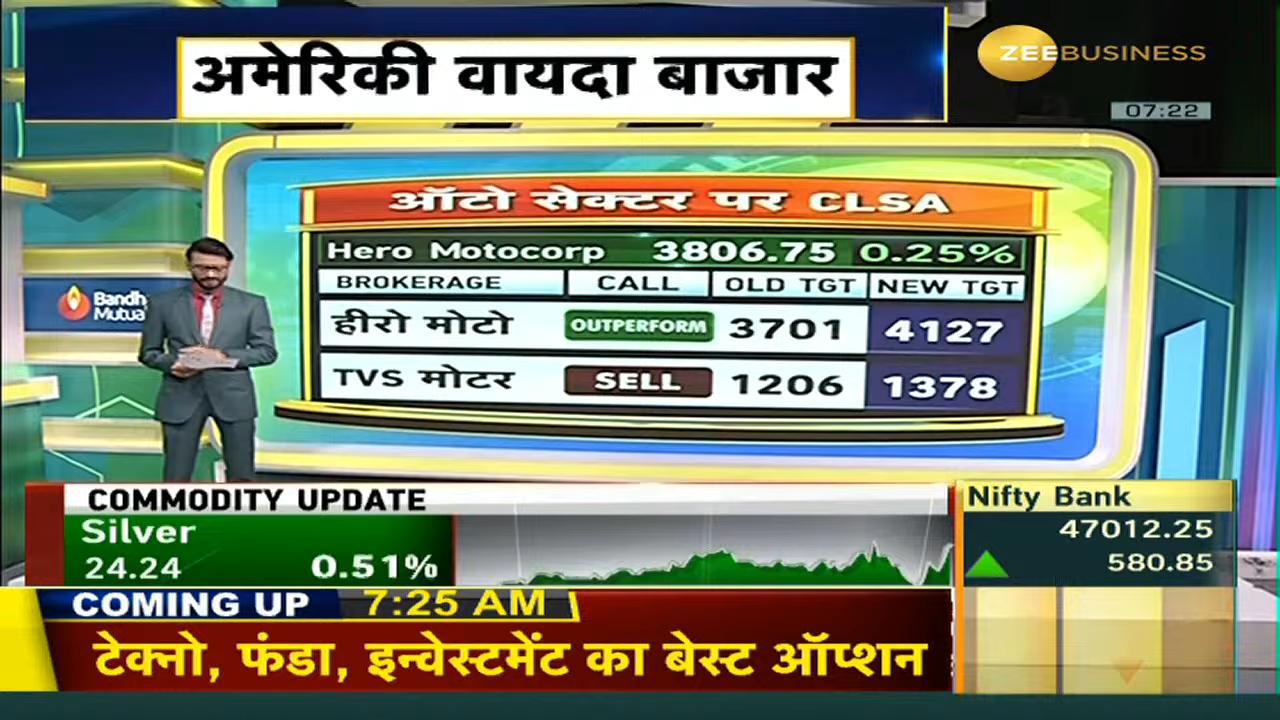 अमेरिकी वायदा बाजार
ZEEBUSINESS
07:22
ऑटो सेक्टर पर CLSA
Hero Motocorp 3806.75 0.25%
BROKERAGE CALL OLD TGT NEW TGT
हीरो मोटो OUTPERFORM 3701 4127
TVS मोटर SELL 1206 1378
Bandh
Mutua
COMMODITY UPDATE
Silver
24.24 0.51%
Nifty Bank
47012.25
580.85
COMING UP 7:25 AM
टेक्नो, फंडा, इन्वेस्टमेंट का बेस्ट ऑप्शन